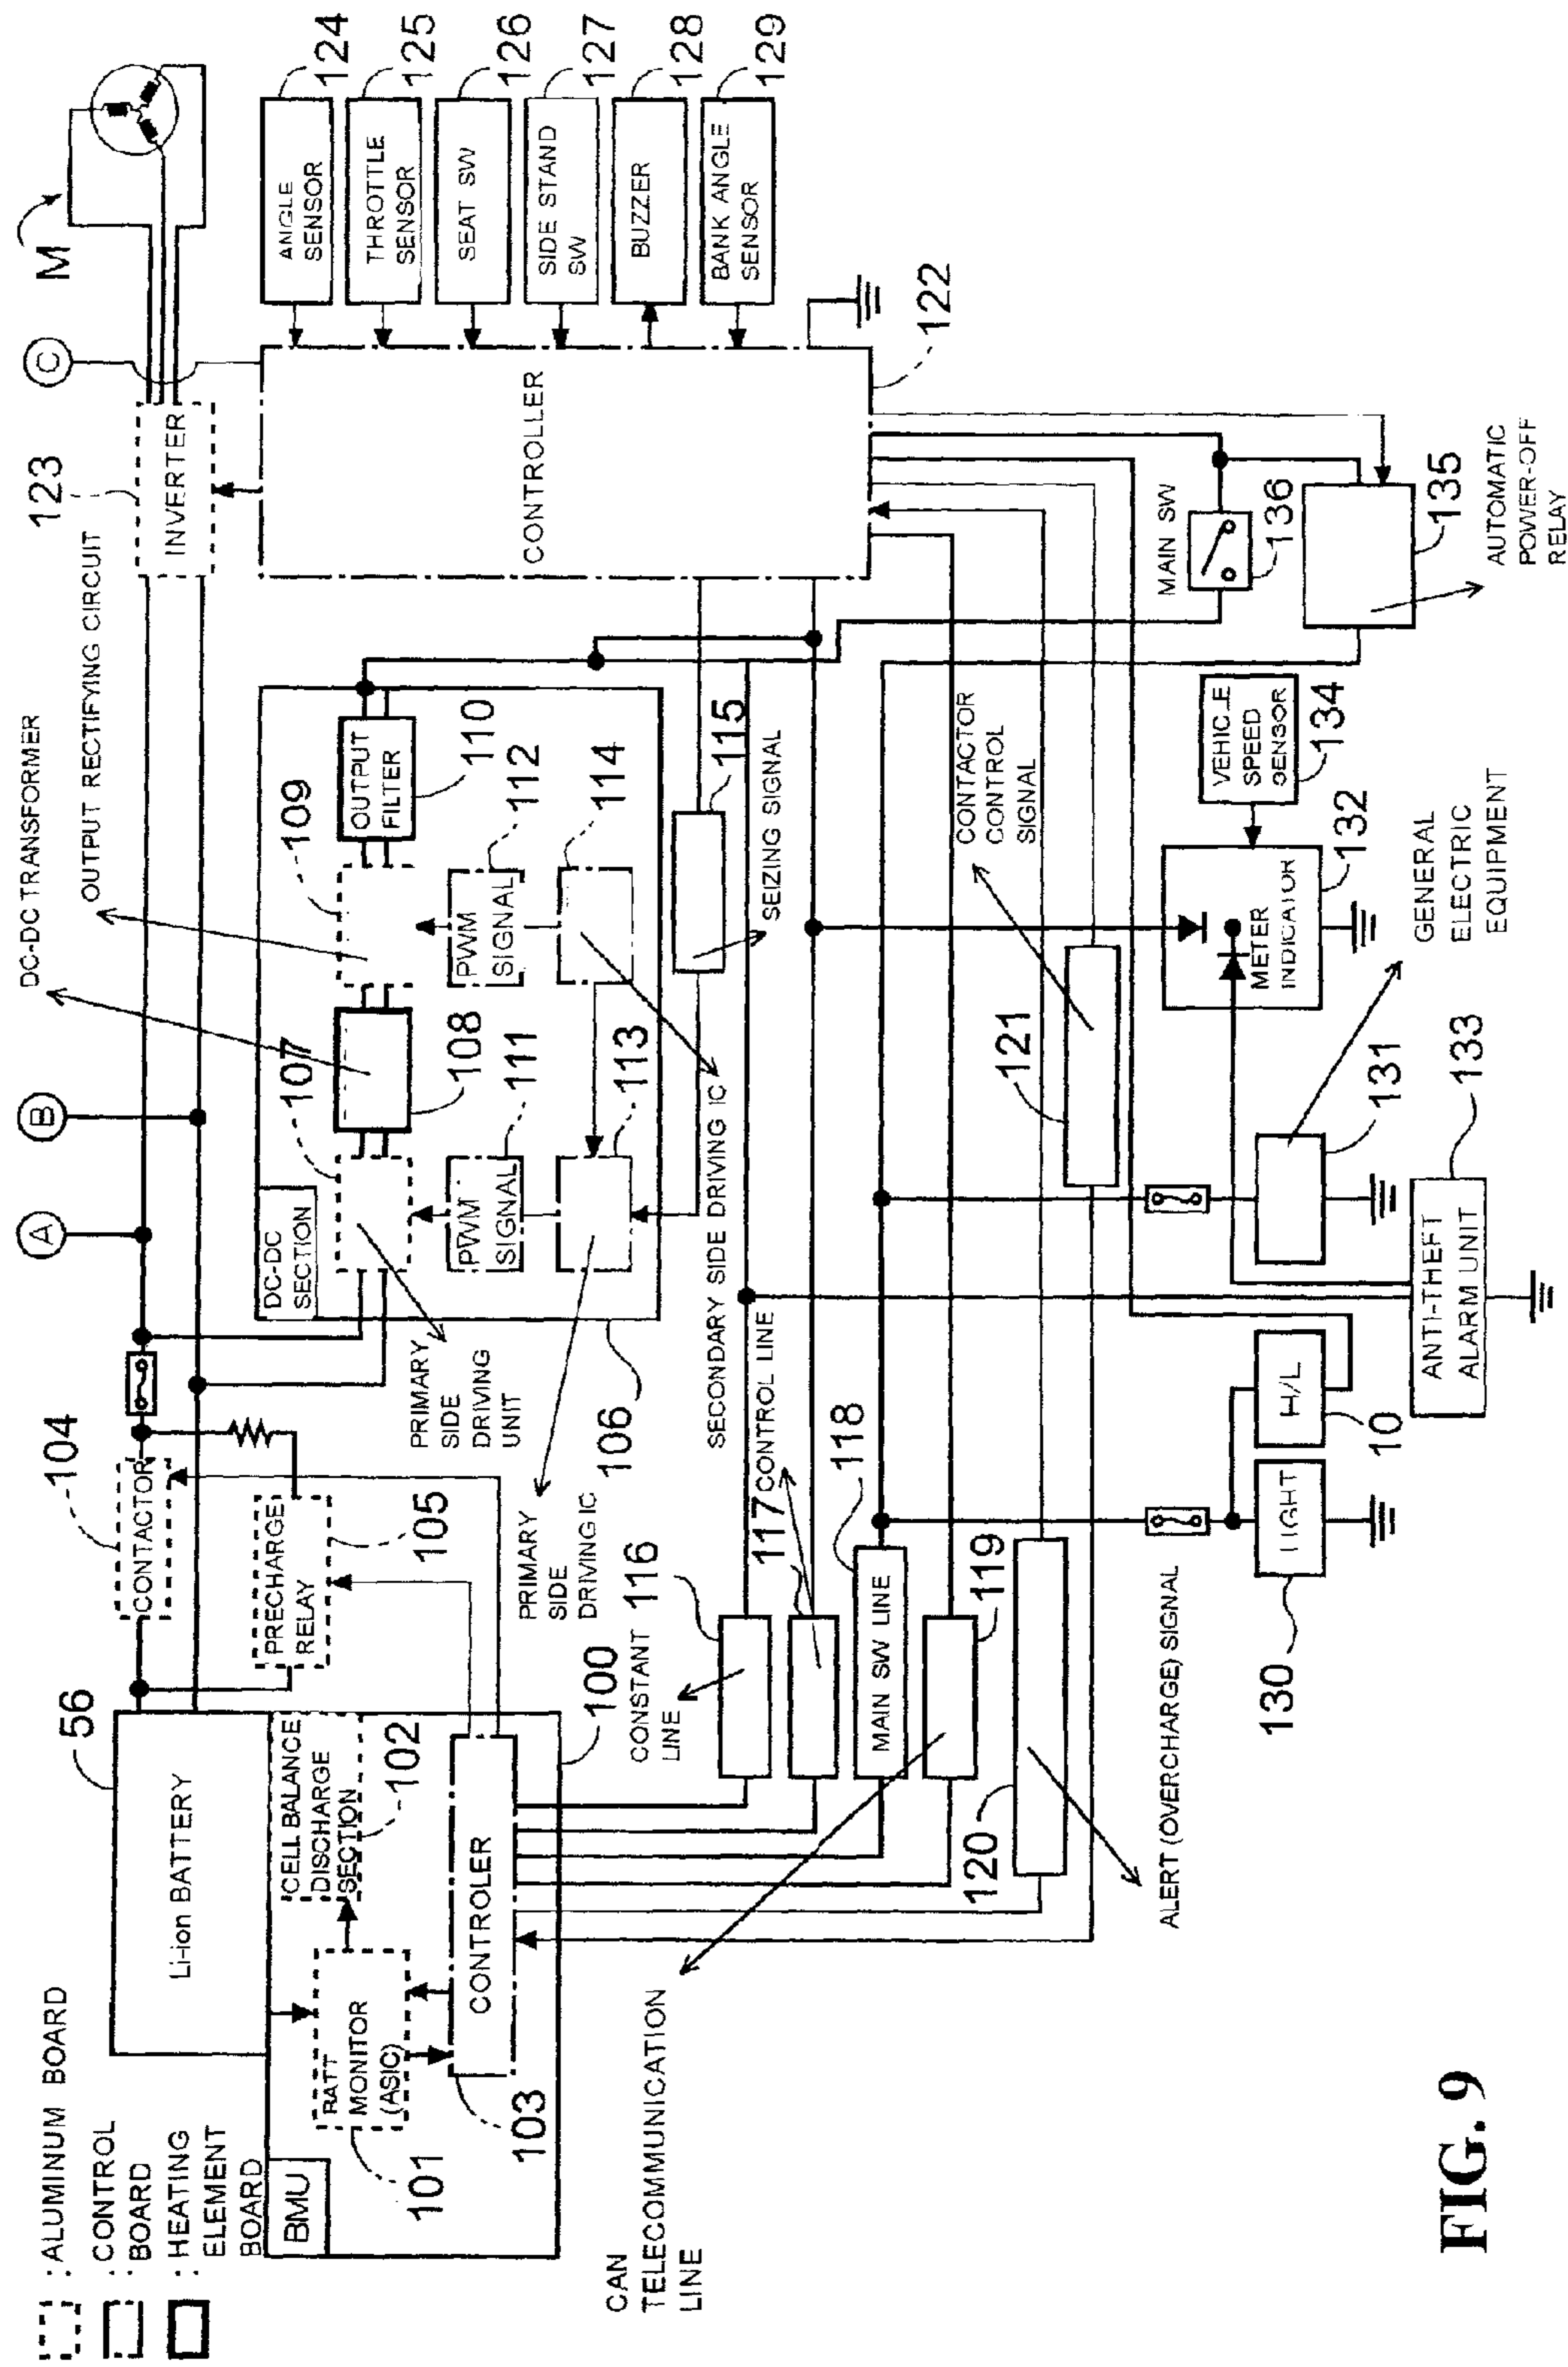 : ALUMINUM BOARD
: CONTROL
BOARD
: HEATING
ELEMENT
BOARD
56
Li-ion BATTERY
BMU
BATT
MONITOR
(ASIC)
101
CELL BALANCE
DISCHARGE
SECTION
102
CONTROLER
103
100
104
CONTACTOR
PRECHARGE
RELAY
105
A
B
C
M
123
INVERTER
DC-DC TRANSFORMER
OUTPUT RECTIFYING CIRCUIT
DC-DC
SECTION
107
108
109
OUTPUT
FILTER
110
PWM
SIGNAL
111
PWM
SIGNAL
112
113
114
115
SEIZING SIGNAL
PRIMARY
SIDE
DRIVING
UNIT
106
PRIMARY
SIDE
DRIVING IC
SECONDARY SIDE DRIVING IC
CONTROLLER
122
ANGLE
SENSOR
124
THROTTLE
SENSOR
125
SEAT SW
126
SIDE STAND
SW
127
BUZZER
128
BANK ANGLE
SENSOR
129
CONSTANT
LINE
116
117
CONTROL LINE
118
MAIN SW LINE
119
CAN
TELECOMMUNICATION
LINE
120
ALERT (OVERCHARGE) SIGNAL
121
CONTACTOR
CONTROL
SIGNAL
MAIN SW
136
135
AUTOMATIC
POWER-OFF
RELAY
VEHICLE
SPEED
SENSOR
134
METER
INDICATOR
132
GENERAL
ELECTRIC
EQUIPMENT
131
ANTI-THEFT
ALARM UNIT
133
H/L
10
LIGHT
130
FIG. 9